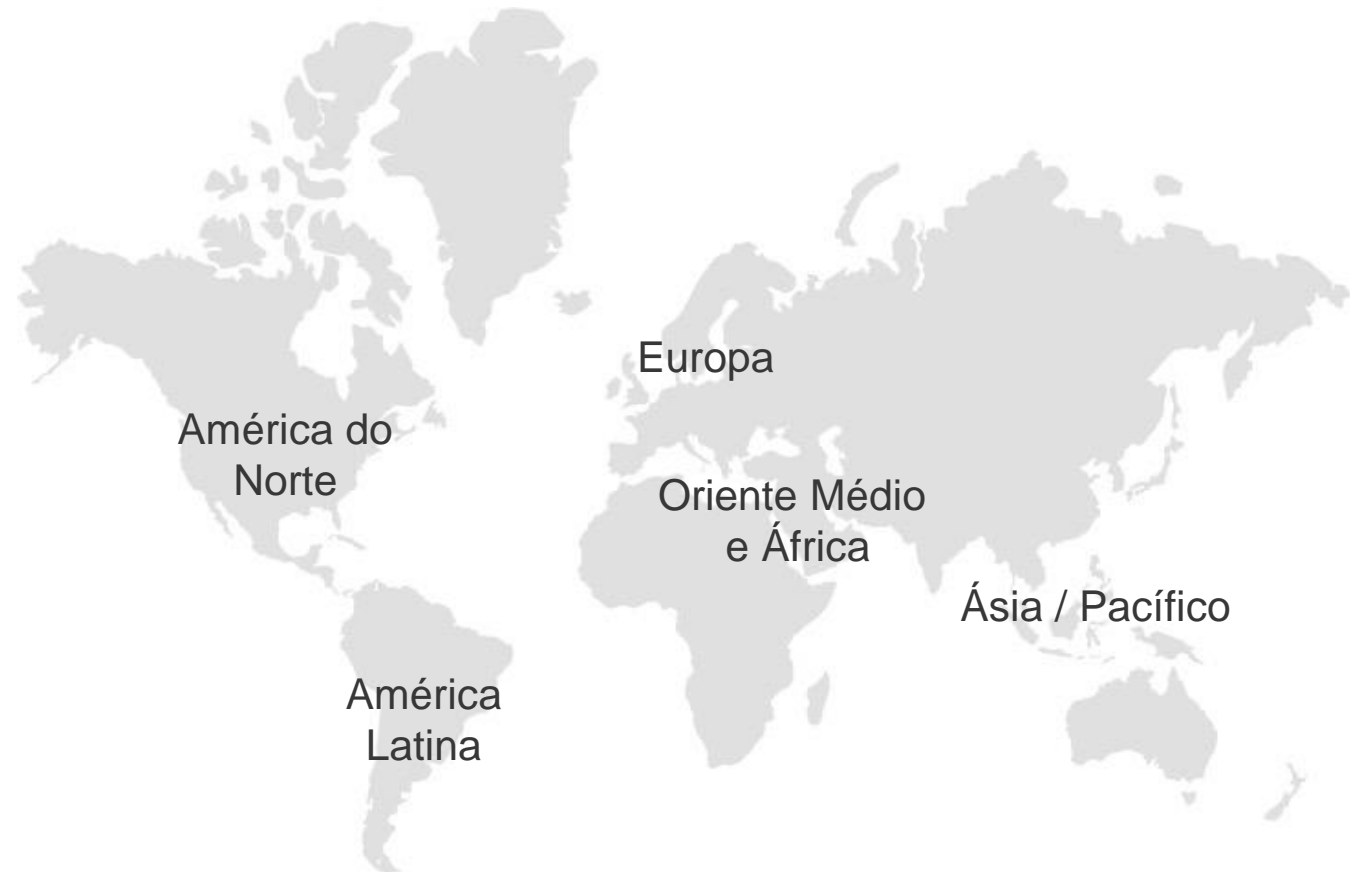 Europa
América do
Norte
Oriente Médio
e África
Ásia / Pacífico
América
Latina